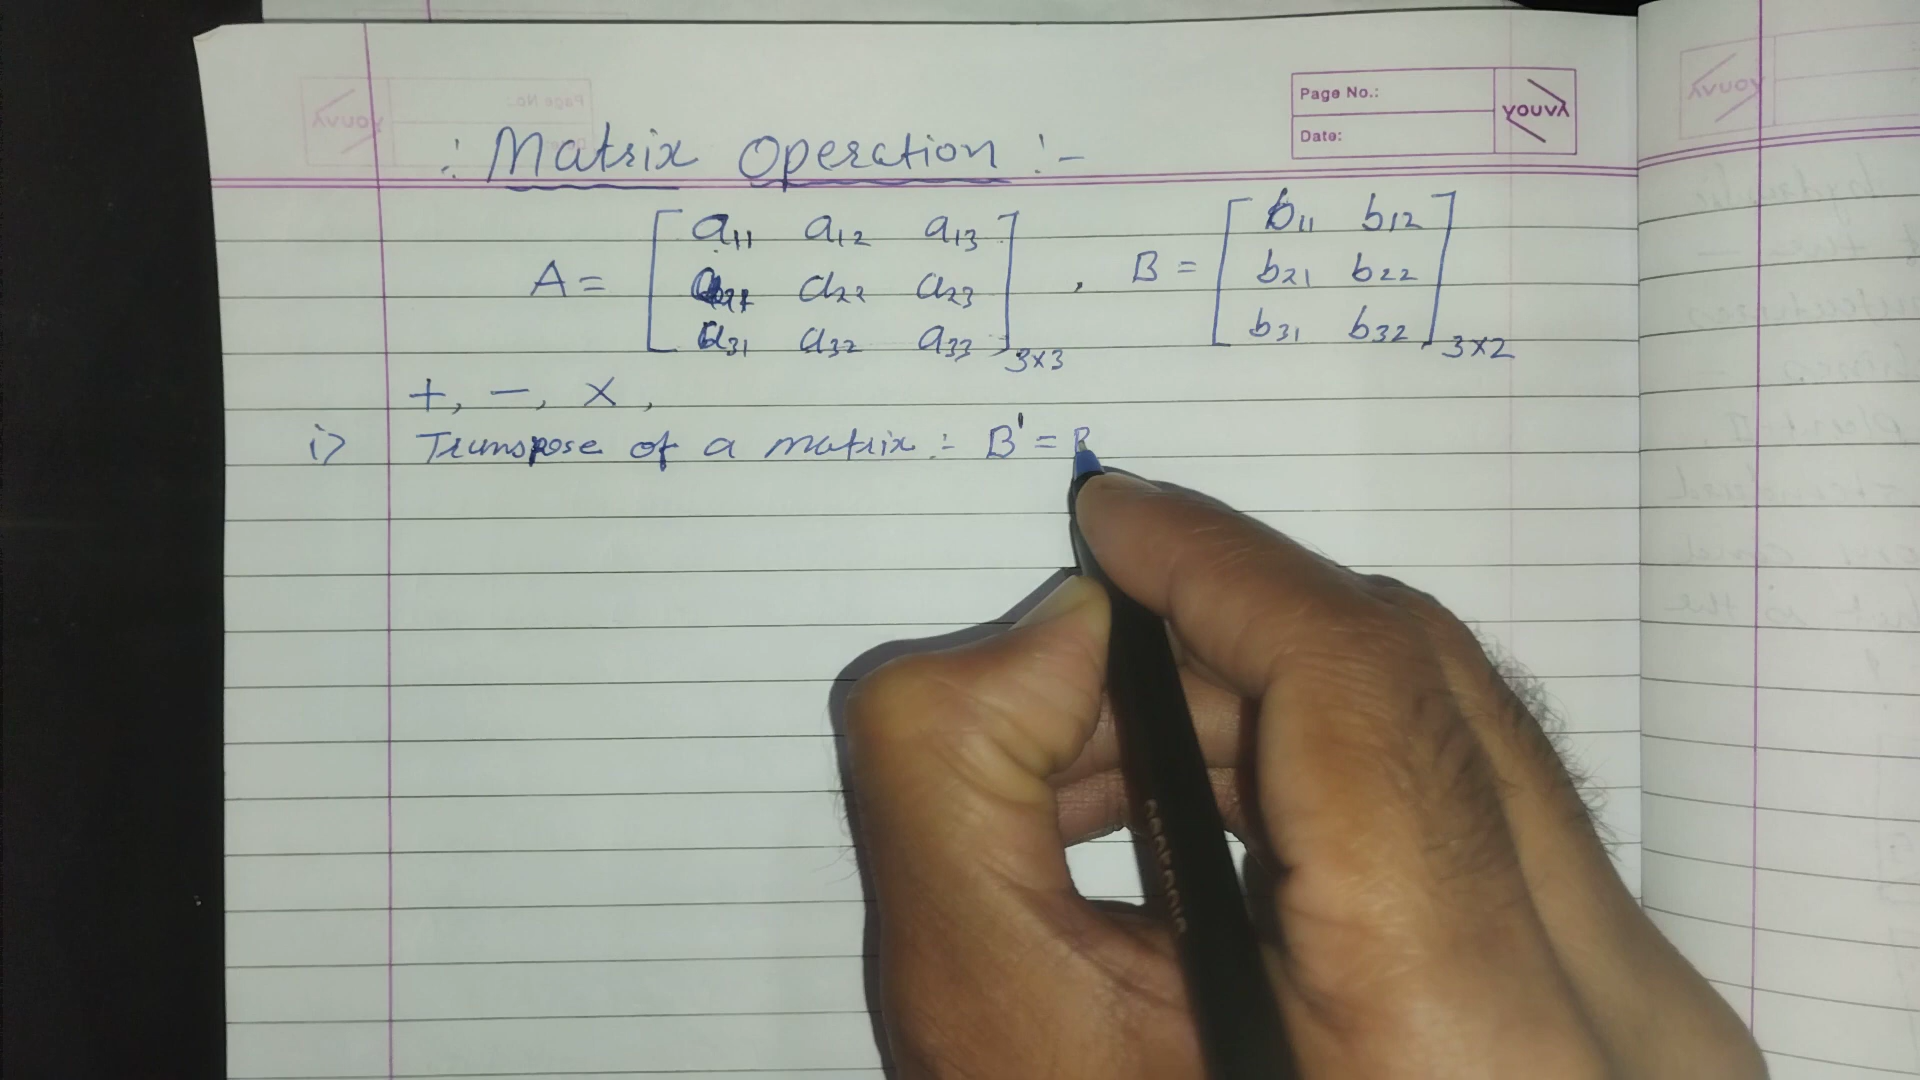 Page No.:
Date:
youva
: Matrix Operation :-
A = [ a11 a12 a13
a21 a22 a23
a31 a32 a33 ] 3×3
, B = [ b11 b12
b21 b22
b31 b32 ] 3×2
+, -, ×,
i> Transpose of a matrix :- B' = B